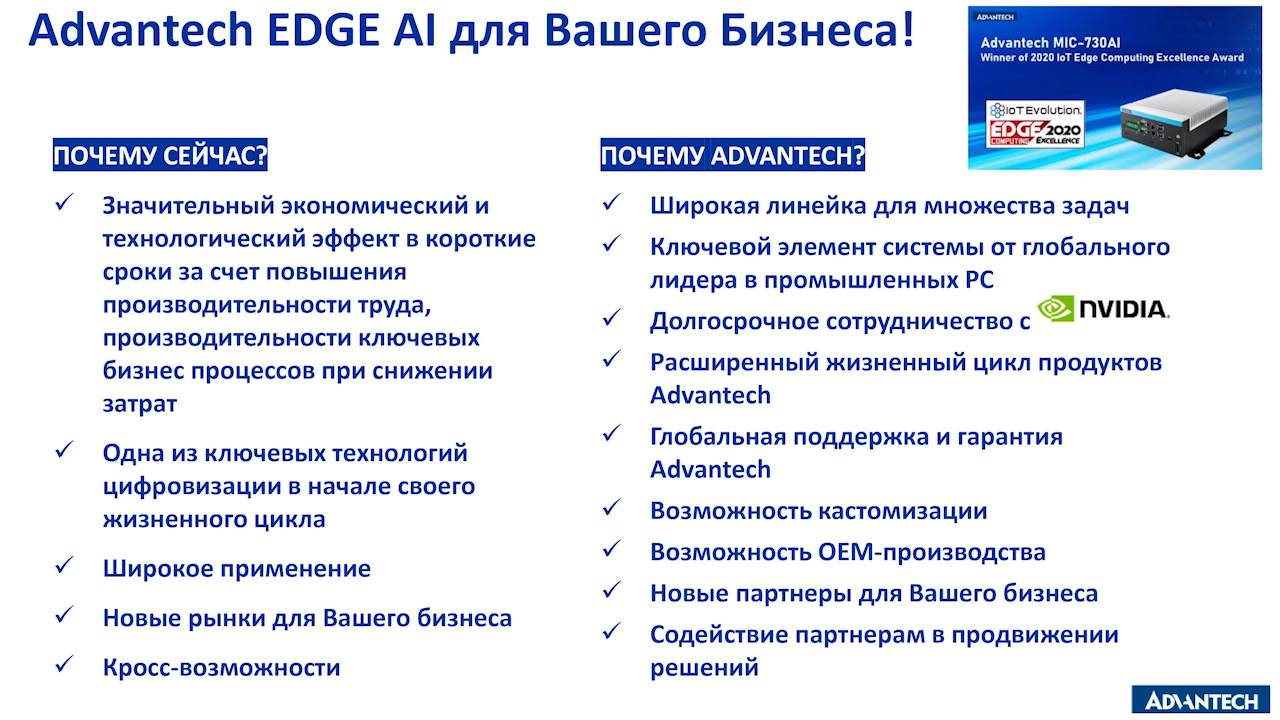 Advantech EDGE AI для Вашего Бизнеса!
ADVANTECH
Advantech MIC-730AI
Winner of 2020 IoT Edge Computing Excellence Award
IoT Evolution
EDGE 2020
COMPUTING EXCELLENCE
ПОЧЕМУ СЕЙЧАС?
Значительный экономический и
технологический эффект в короткие
сроки за счет повышения
производительности труда,
производительности ключевых
бизнес процессов при снижении
затрат
Одна из ключевых технологий
цифровизации в начале своего
жизненного цикла
Широкое применение
Новые рынки для Вашего бизнеса
Кросс-возможности
ПОЧЕМУ ADVANTECH?
Широкая линейка для множества задач
Ключевой элемент системы от глобального
лидера в промышленных PC
Долгосрочное сотрудничество с NVIDIA.
Расширенный жизненный цикл продуктов
Advantech
Глобальная поддержка и гарантия
Advantech
Возможность кастомизации
Возможность OEM-производства
Новые партнеры для Вашего бизнеса
Содействие партнерам в продвижении
решений
ADVANTECH